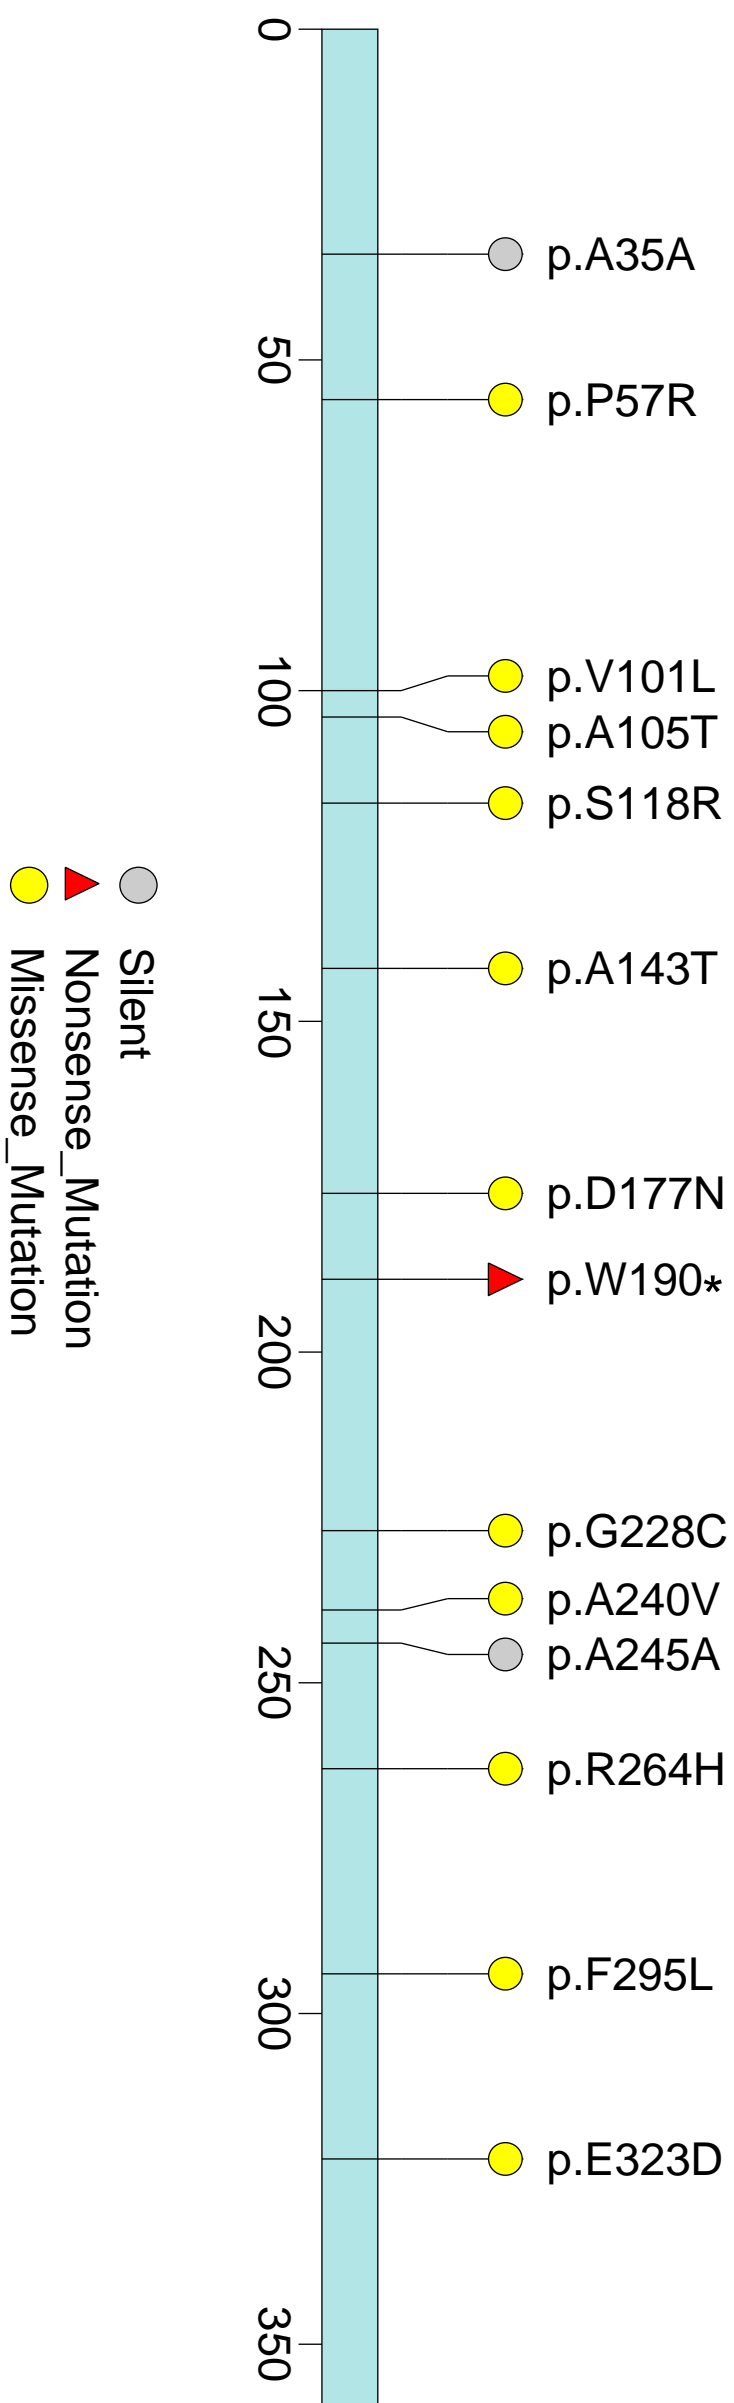 p.A35A
p.P57R
p.V101L
p.A105T
p.S118R
p.A143T
p.D177N
p.W190*
p.G228C
p.A240V
p.A245A
p.R264H
p.F295L
p.E323D
0
50
100
150
200
250
300
350
Silent
Nonsense_Mutation
Missense_Mutation